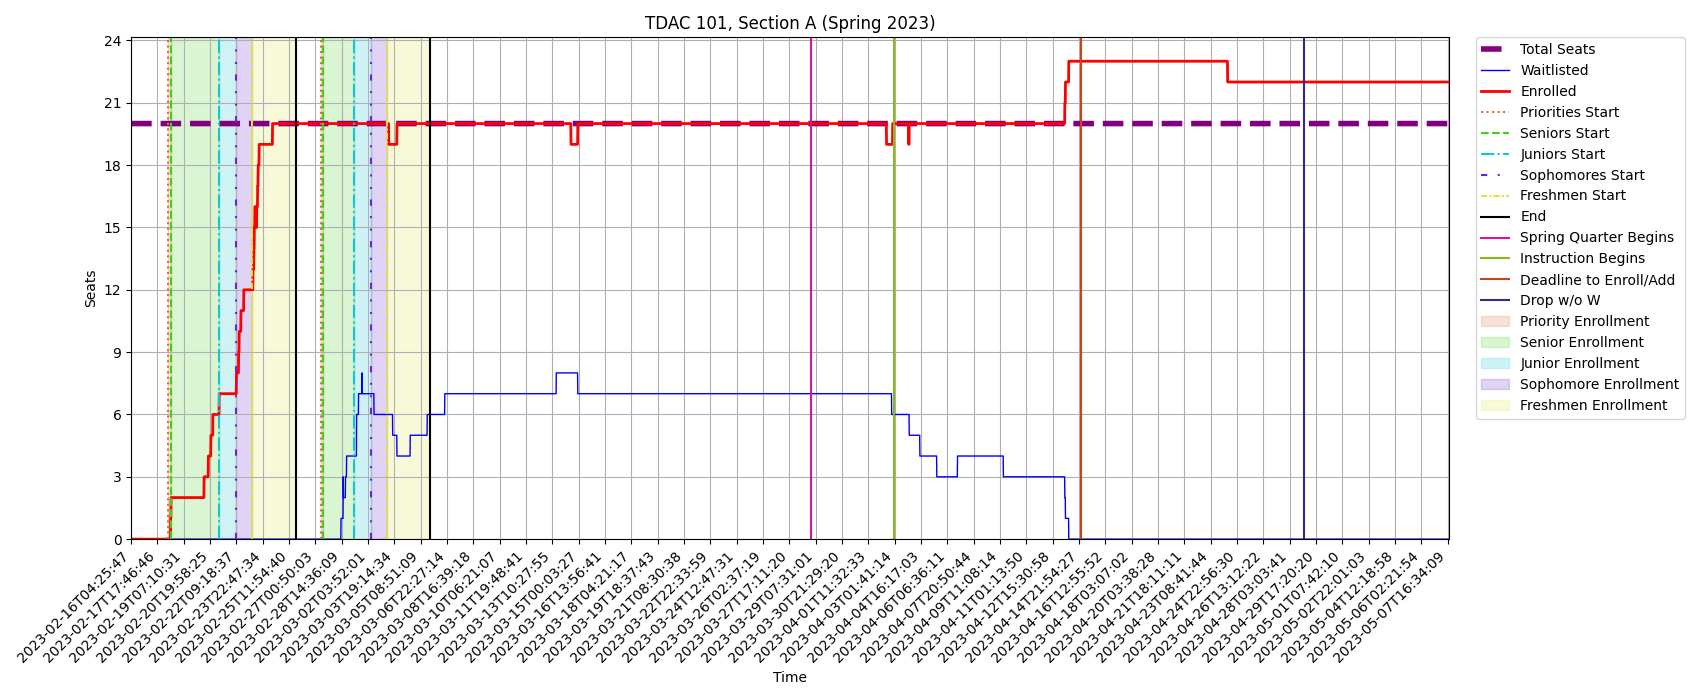 TDAC 101, Section A (Spring 2023)
24
21
18
15
12
9
6
3
0
Seats
2023-02-16T04:25:47
2023-02-17T17:46:46
2023-02-19T07:10:31
2023-02-20T19:58:25
2023-02-22T09:18:37
2023-02-23T22:47:34
2023-02-25T11:54:40
2023-02-27T00:50:03
2023-02-28T14:36:09
2023-03-02T03:52:01
2023-03-03T19:14:34
2023-03-05T08:51:09
2023-03-06T22:27:14
2023-03-08T16:39:18
2023-03-10T06:21:07
2023-03-11T19:48:41
2023-03-13T10:27:55
2023-03-15T00:03:27
2023-03-16T13:56:41
2023-03-18T04:21:17
2023-03-19T18:37:43
2023-03-21T08:30:38
2023-03-22T22:33:59
2023-03-24T12:47:31
2023-03-26T02:37:19
2023-03-27T17:11:20
2023-03-29T07:31:01
2023-03-30T21:29:20
2023-04-01T11:32:33
2023-04-03T01:41:14
2023-04-04T16:17:03
2023-04-06T06:36:11
2023-04-07T20:50:44
2023-04-09T11:08:14
2023-04-11T01:13:50
2023-04-12T15:30:58
2023-04-14T21:54:27
2023-04-16T12:55:52
2023-04-18T03:07:02
2023-04-20T03:38:28
2023-04-21T18:11:11
2023-04-23T08:41:44
2023-04-24T22:56:30
2023-04-26T13:12:22
2023-04-28T03:03:41
2023-04-29T17:20:20
2023-05-01T07:42:10
2023-05-02T22:01:03
2023-05-04T12:18:58
2023-05-06T02:21:54
2023-05-07T16:34:09
Time
Total Seats
Waitlisted
Enrolled
Priorities Start
Seniors Start
Juniors Start
Sophomores Start
Freshmen Start
End
Spring Quarter Begins
Instruction Begins
Deadline to Enroll/Add
Drop w/o W
Priority Enrollment
Senior Enrollment
Junior Enrollment
Sophomore Enrollment
Freshmen Enrollment